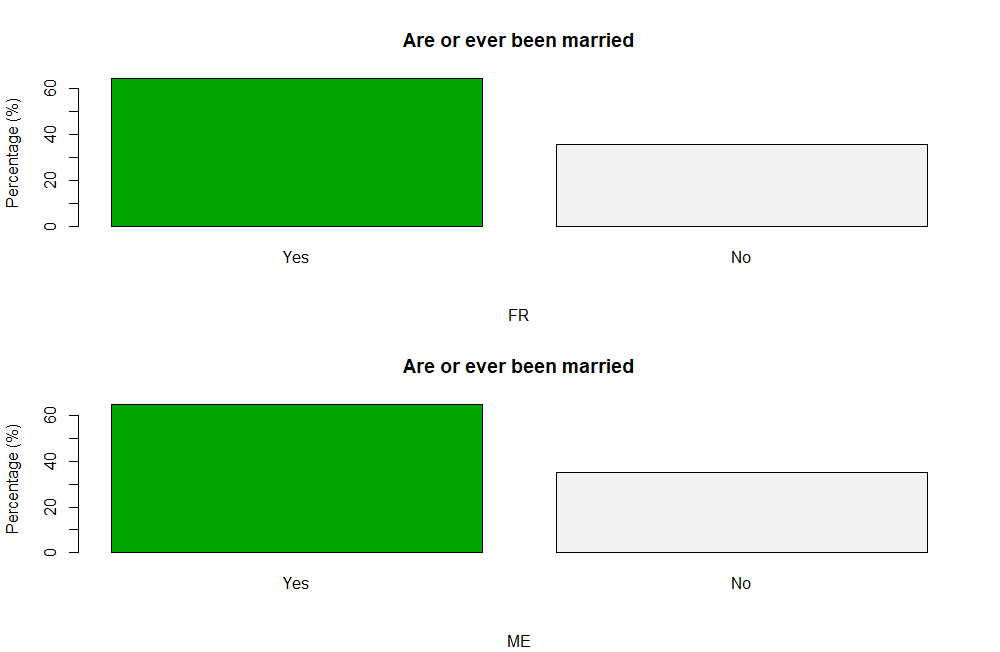 Are or ever been married
Percentage (%)
60
40
20
0
Yes No
FR
Are or ever been married
Percentage (%)
60
40
20
0
Yes No
ME